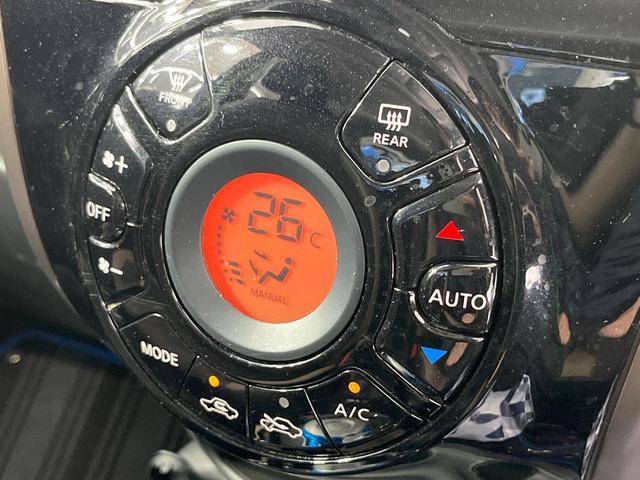 FRONT
REAR
+
OFF
-
26°C
MANUAL
AUTO
MODE
A/C